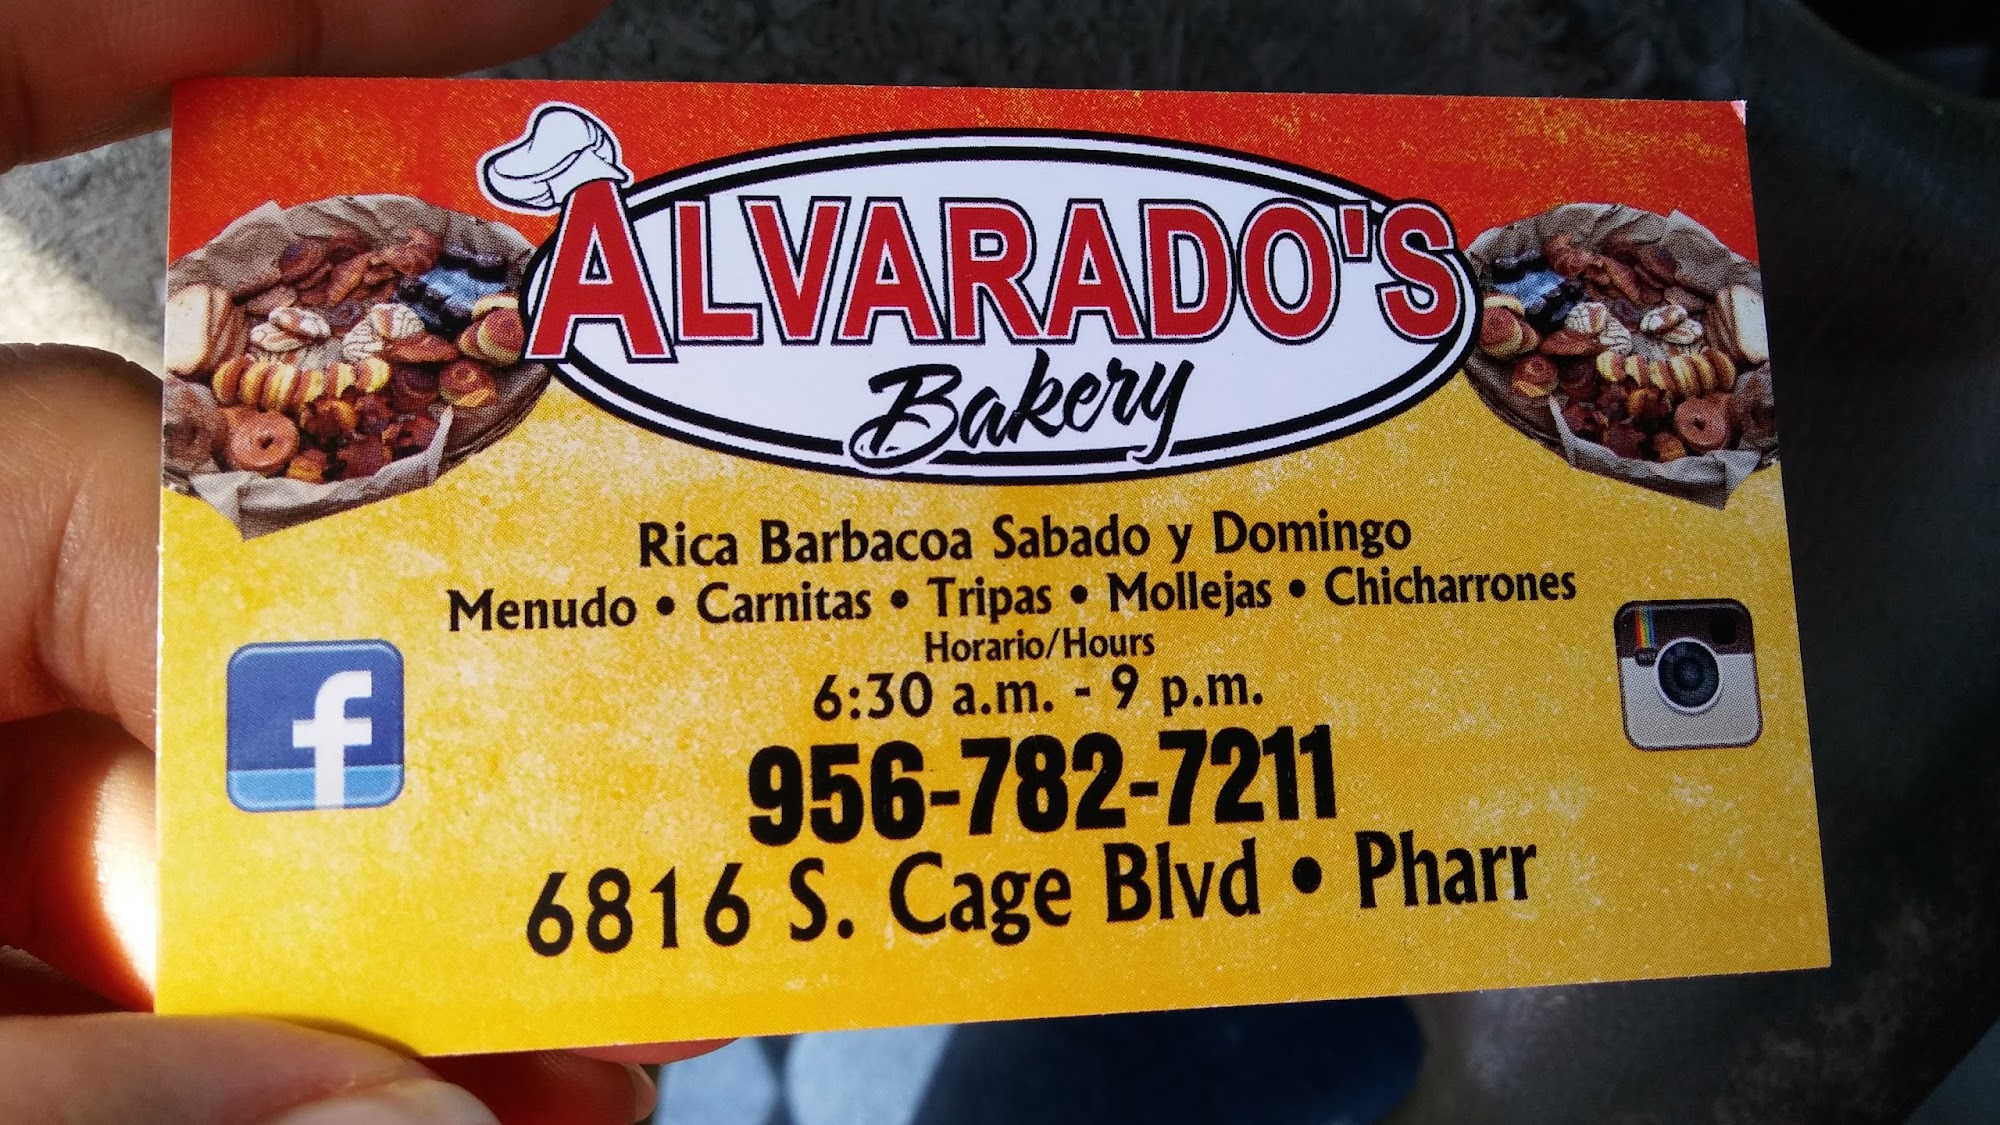 ALVARADO'S
Bakery
Rica Barbacoa Sabado y Domingo
Menudo • Carnitas • Tripas • Mollejas • Chicharrones
Horario/Hours
6:30 a.m. - 9 p.m.
f
956-782-7211
6816 S. Cage Blvd • Pharr